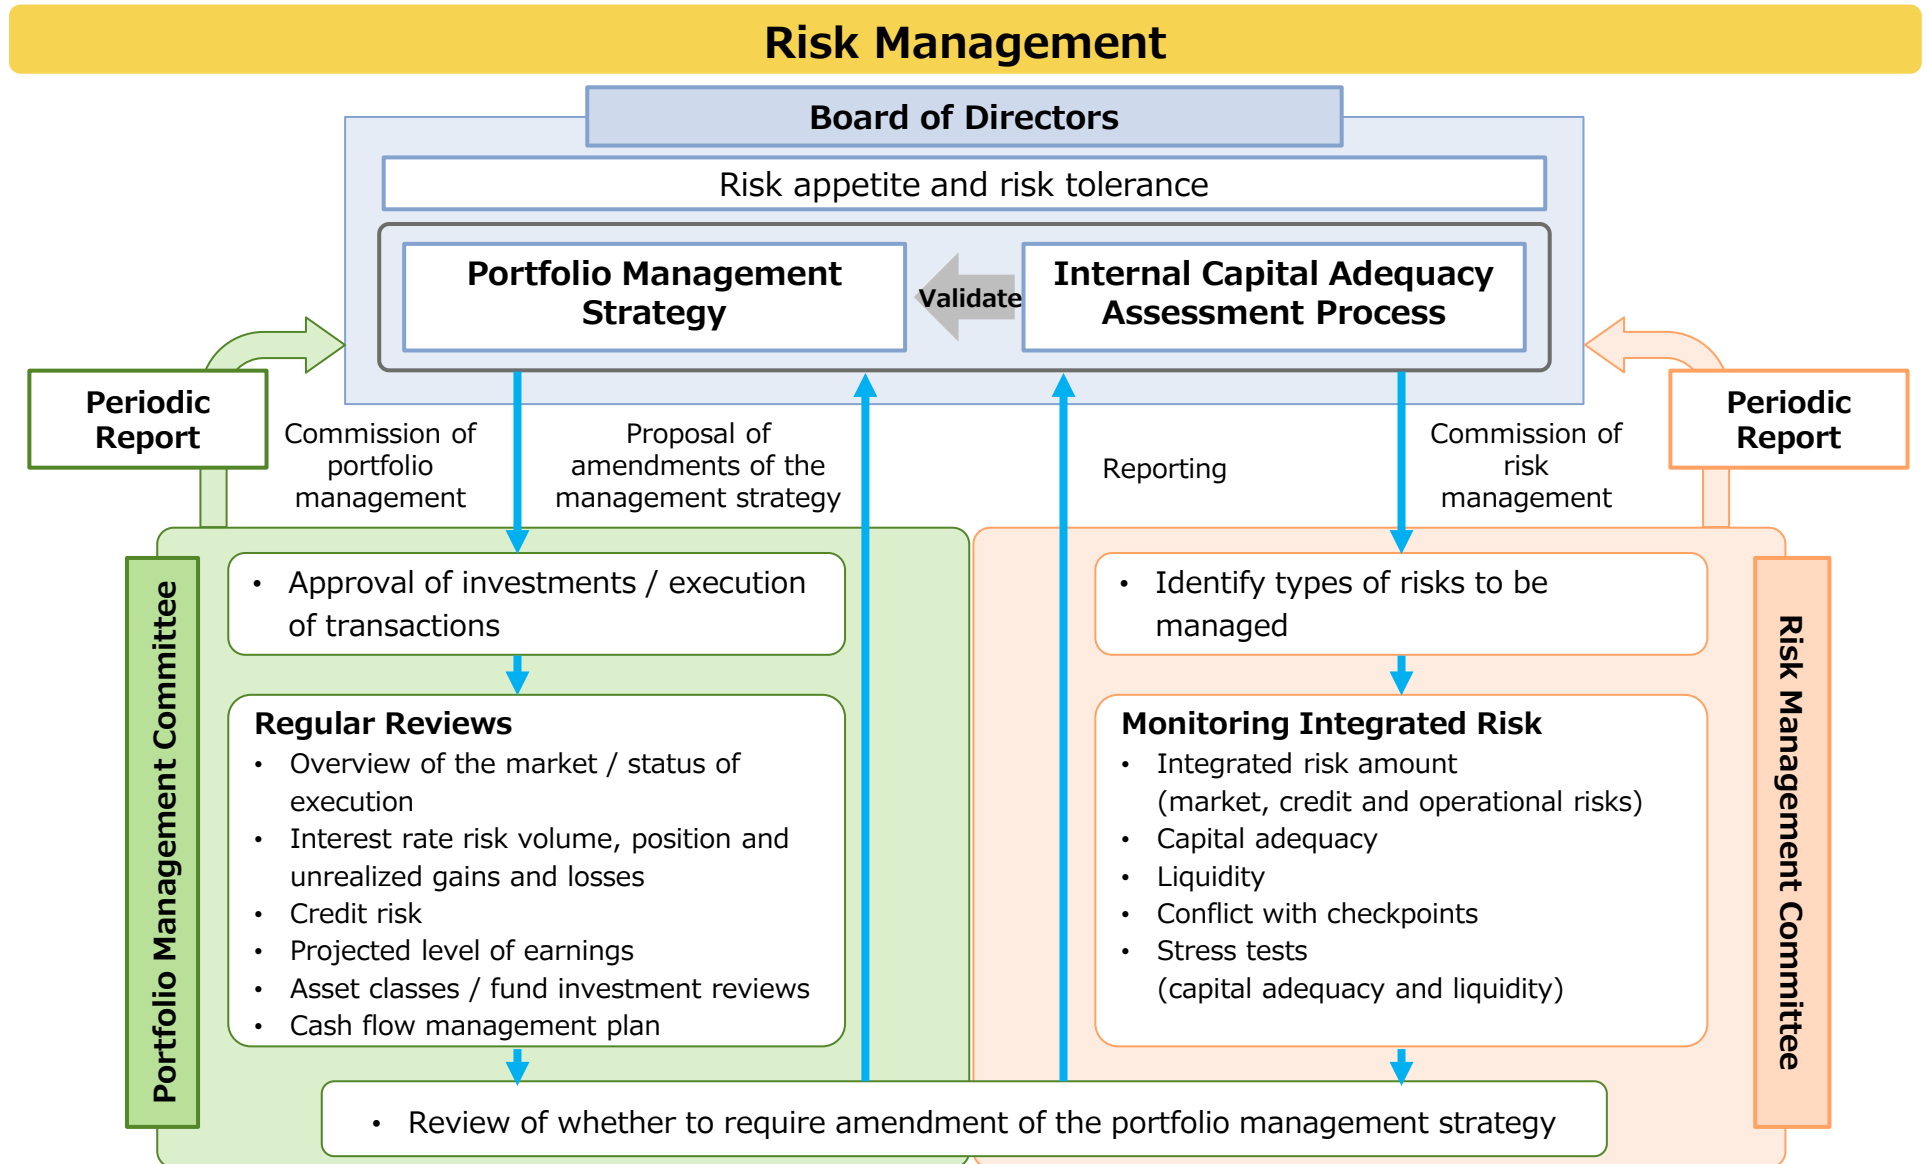 Risk Management
Board of Directors
Risk appetite and risk tolerance
Portfolio Management
Strategy
Validate
Internal Capital Adequacy
Assessment Process
Periodic
Report
Commission of
portfolio
management
Proposal of
amendments of the
management strategy
Reporting
Commission of
risk
management
Periodic
Report
Portfolio Management Committee
• Approval of investments / execution
of transactions
Regular Reviews
• Overview of the market / status of
execution
• Interest rate risk volume, position and
unrealized gains and losses
• Credit risk
• Projected level of earnings
• Asset classes / fund investment reviews
• Cash flow management plan
• Identify types of risks to be
managed
Monitoring Integrated Risk
• Integrated risk amount
(market, credit and operational risks)
• Capital adequacy
• Liquidity
• Conflict with checkpoints
• Stress tests
(capital adequacy and liquidity)
Risk Management Committee
• Review of whether to require amendment of the portfolio management strategy